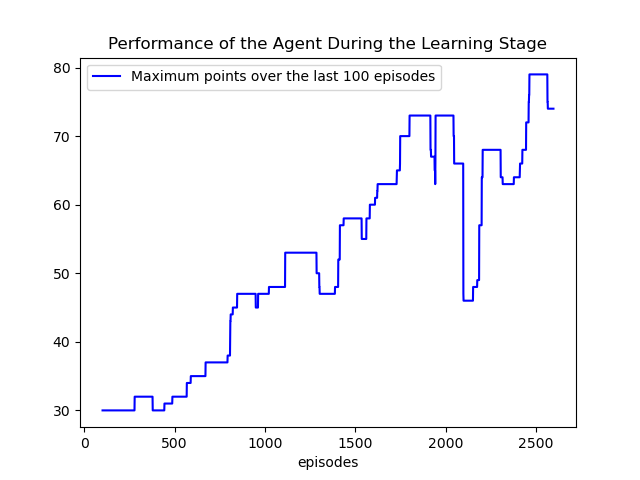 Performance of the Agent During the Learning Stage
Maximum points over the last 100 episodes
80
70
60
50
40
30
0 500 1000 1500 2000 2500
episodes